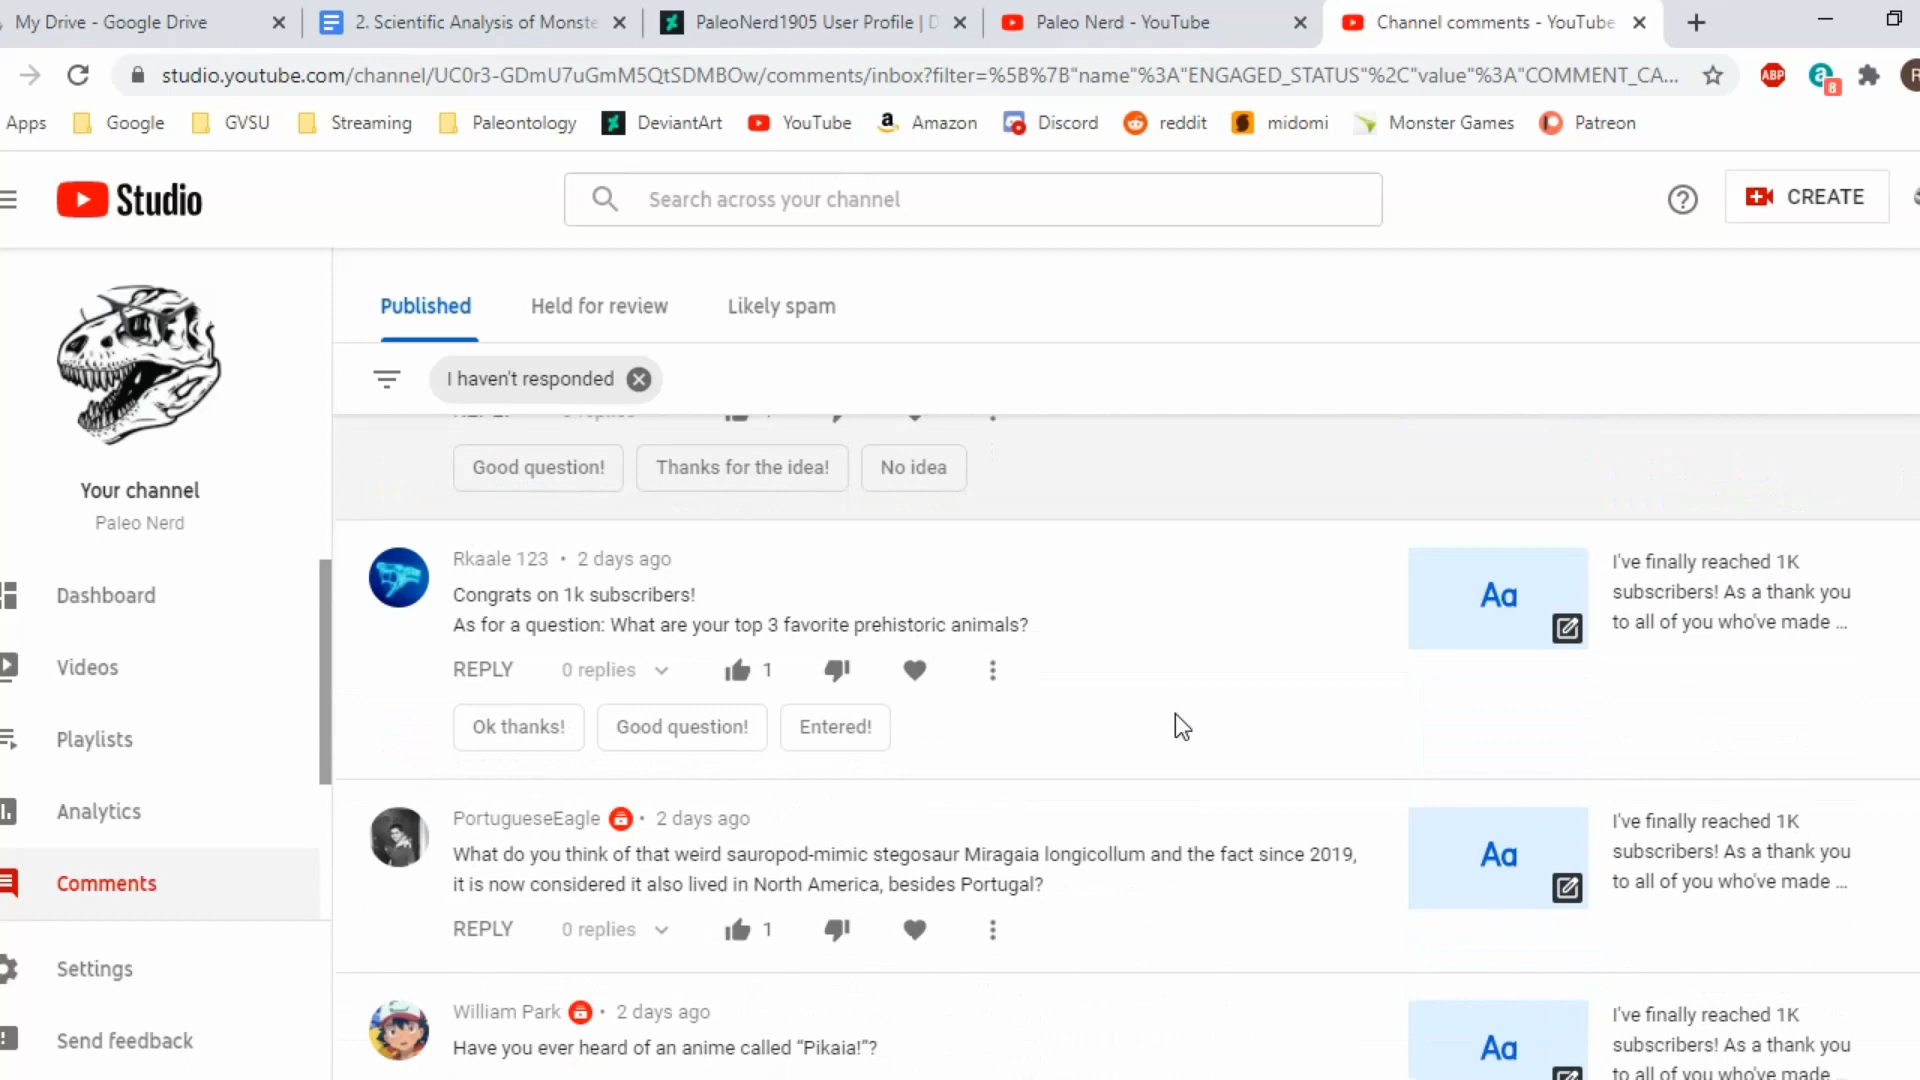 My Drive - Google Drive
2. Scientific Analysis of Monste
PaleoNerd1905 User Profile | D
Paleo Nerd - YouTube
Channel comments - YouTube
studio.youtube.com/channel/UC0r3-GDmU7uGmM5QtSDMBOw/comments/inbox?filter=%5B%7B"name"%3A"ENGAGED_STATUS"%2C"value"%3A"COMMENT_CA...
ABP
8
R
Apps
Google
GVSU
Streaming
Paleontology
DeviantArt
YouTube
Amazon
Discord
reddit
midomi
Monster Games
Patreon
Studio
Search across your channel
CREATE
Your channel
Paleo Nerd
Dashboard
Videos
Playlists
Analytics
Comments
Settings
Send feedback
Published
Held for review
Likely spam
I haven't responded
Good question!
Thanks for the idea!
No idea
Rkaale 123 • 2 days ago
Congrats on 1k subscribers!
As for a question: What are your top 3 favorite prehistoric animals?
REPLY
0 replies
1
Ok thanks!
Good question!
Entered!
Aa
I've finally reached 1K
subscribers! As a thank you
to all of you who've made ...
PortugueseEagle • 2 days ago
What do you think of that weird sauropod-mimic stegosaur Miragaia longicollum and the fact since 2019,
it is now considered it also lived in North America, besides Portugal?
REPLY
0 replies
1
Aa
I've finally reached 1K
subscribers! As a thank you
to all of you who've made ...
William Park • 2 days ago
Have you ever heard of an anime called “Pikaia!”?
Aa
I've finally reached 1K
subscribers! As a thank you
to all of you who've made ...